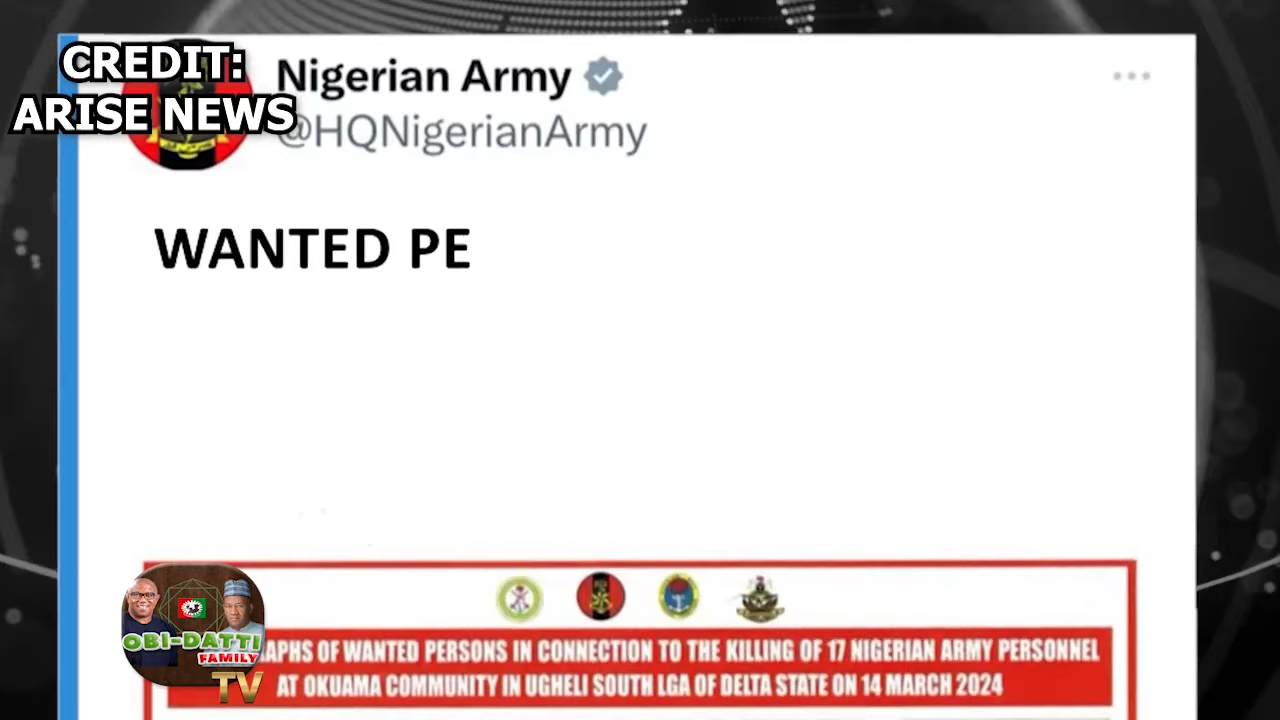 CREDIT:
ARISE NEWS
Nigerian Army
@HQNigerianArmy
WANTED PE
APHS OF WANTED PERSONS IN CONNECTION TO THE KILLING OF 17 NIGERIAN ARMY PERSONNEL
AT OKUAMA COMMUNITY IN UGHELI SOUTH LGA OF DELTA STATE ON 14 MARCH 2024
OBI-DATTI
FAMILY
TV